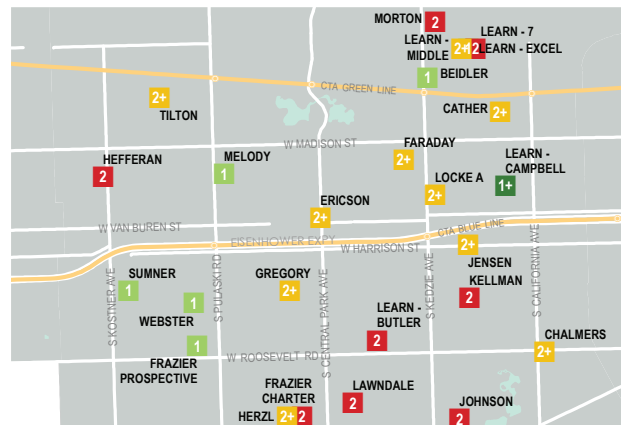 MORTON
2
LEARN - 7
LEARN -
MIDDLE
2+
2
LEARN - EXCEL
1
BEIDLER
CTA GREEN LINE
2+
TILTON
CATHER
2+
W MADISON ST
FARADAY
2+
HEFFERAN
2
MELODY
1
LEARN -
CAMPBELL
1+
LOCKE A
2+
ERICSON
2+
W VAN BUREN ST
CTA BLUE LINE
EISENHOWER EXPY
W HARRISON ST
2+
JENSEN
S KOSTNER AVE
S PULASKI RD
S CENTRAL PARK AVE
S KEDZIE AVE
S CALIFORNIA AVE
SUMNER
1
WEBSTER
1
GREGORY
2+
KELLMAN
2
LEARN -
BUTLER
2
CHALMERS
2+
FRAZIER
PROSPECTIVE
1
W ROOSEVELT RD
FRAZIER
CHARTER
2
HERZL
2+
LAWNDALE
2
JOHNSON
2